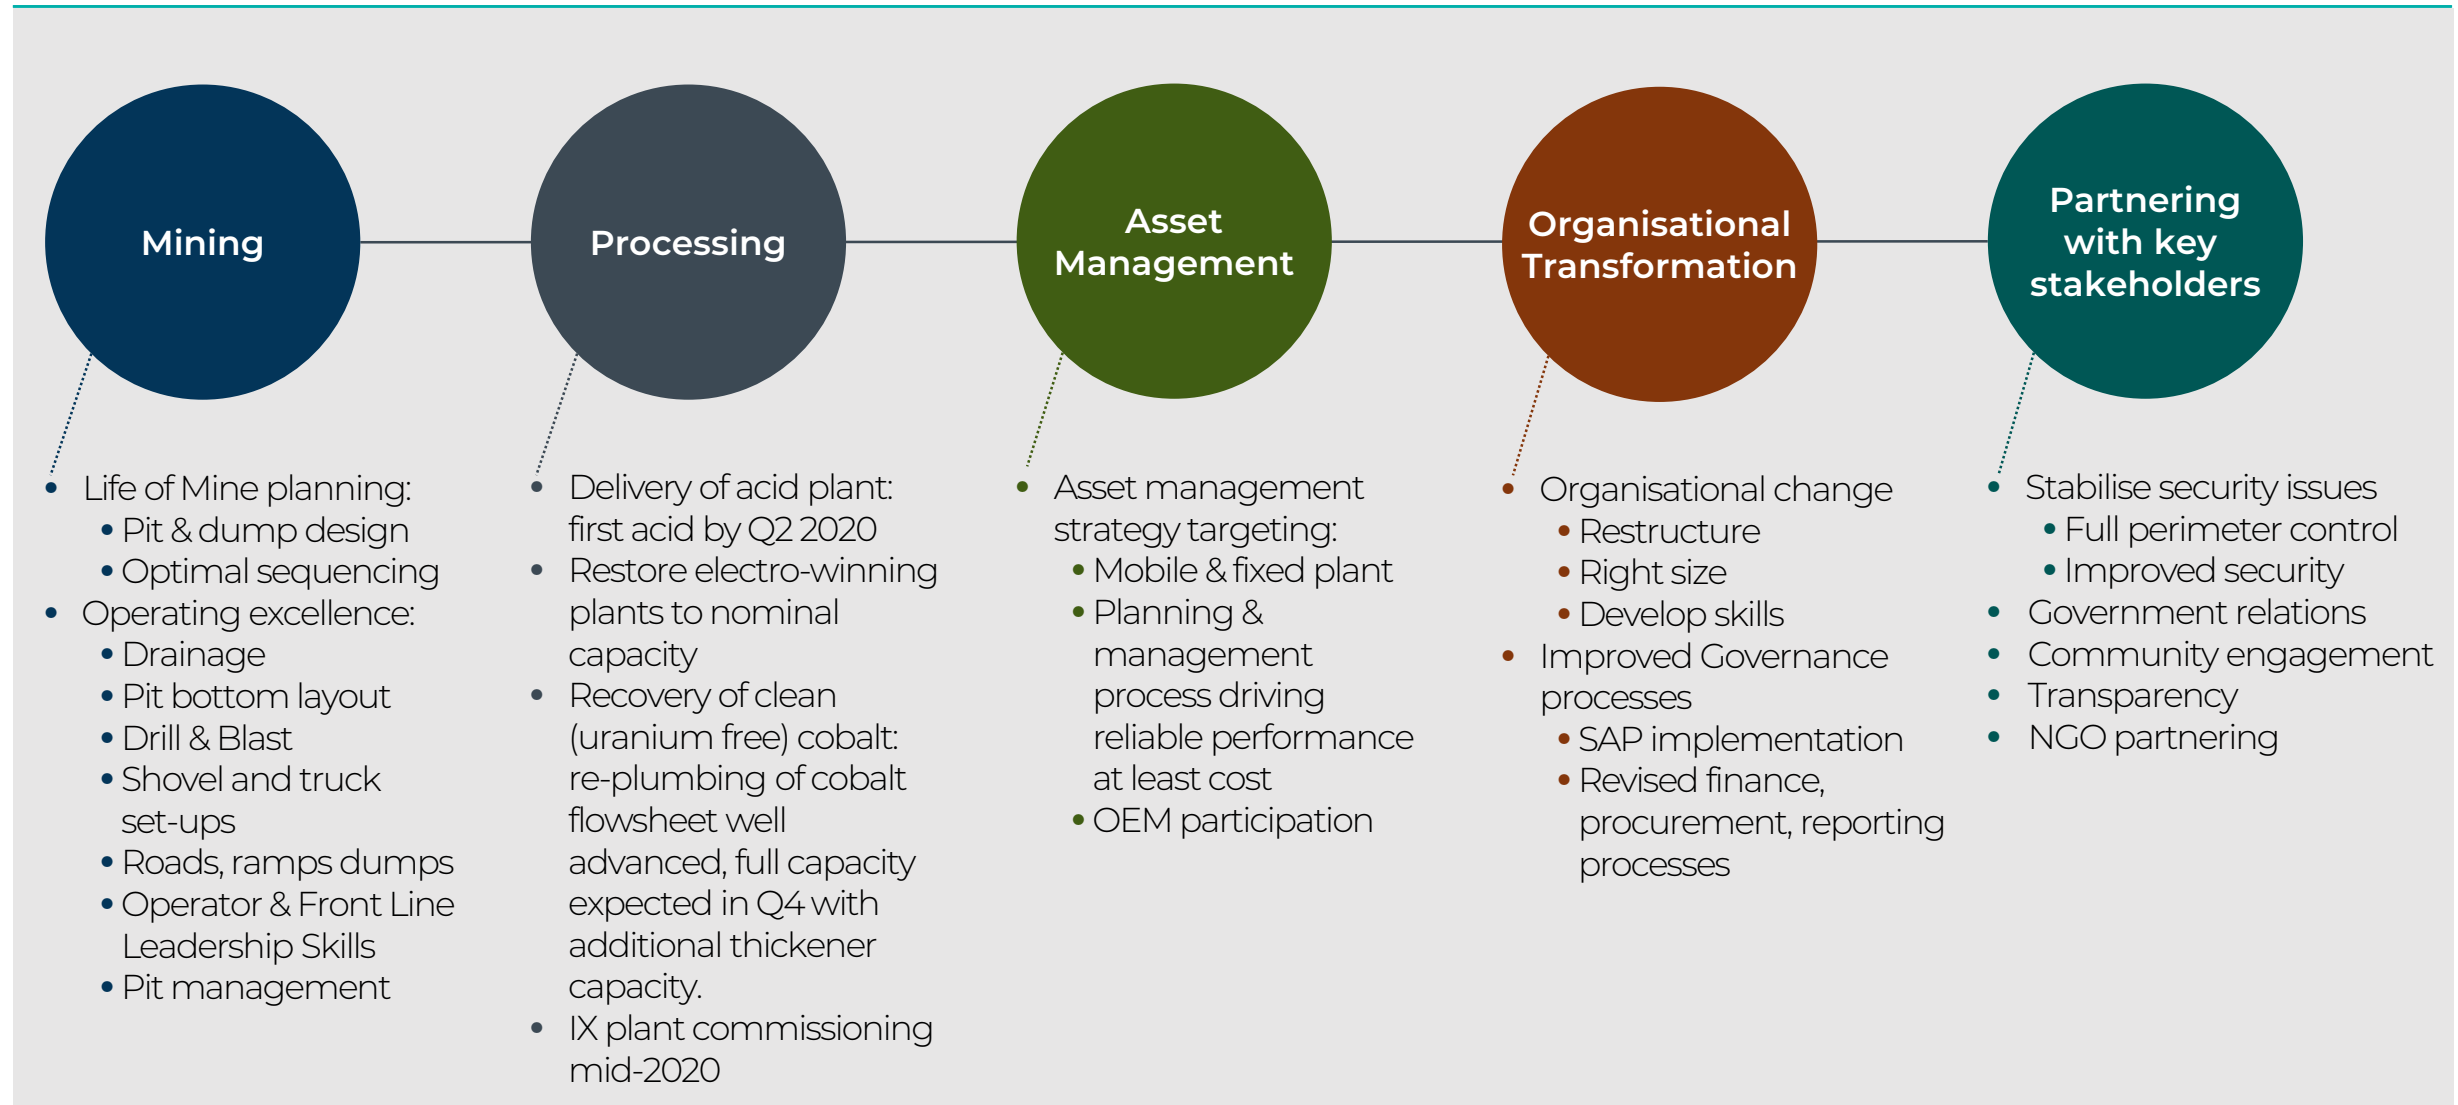 Mining
• Life of Mine planning:
• Pit & dump design
• Optimal sequencing
• Operating excellence:
• Drainage
• Pit bottom layout
• Drill & Blast
• Shovel and truck
set-ups
• Roads, ramps dumps
• Operator & Front Line
Leadership Skills
• Pit management
Processing
• Delivery of acid plant:
first acid by Q2 2020
• Restore electro-winning
plants to nominal
capacity
• Recovery of clean
(uranium free) cobalt:
re-plumbing of cobalt
flowsheet well
advanced, full capacity
expected in Q4 with
additional thickener
capacity.
• IX plant commissioning
mid-2020
Asset
Management
• Asset management
strategy targeting:
• Mobile & fixed plant
• Planning &
management
process driving
reliable performance
at least cost
• OEM participation
Organisational
Transformation
• Organisational change
• Restructure
• Right size
• Develop skills
• Improved Governance
processes
• SAP implementation
• Revised finance,
procurement, reporting
processes
Partnering
with key
stakeholders
• Stabilise security issues
• Full perimeter control
• Improved security
• Government relations
• Community engagement
• Transparency
• NGO partnering